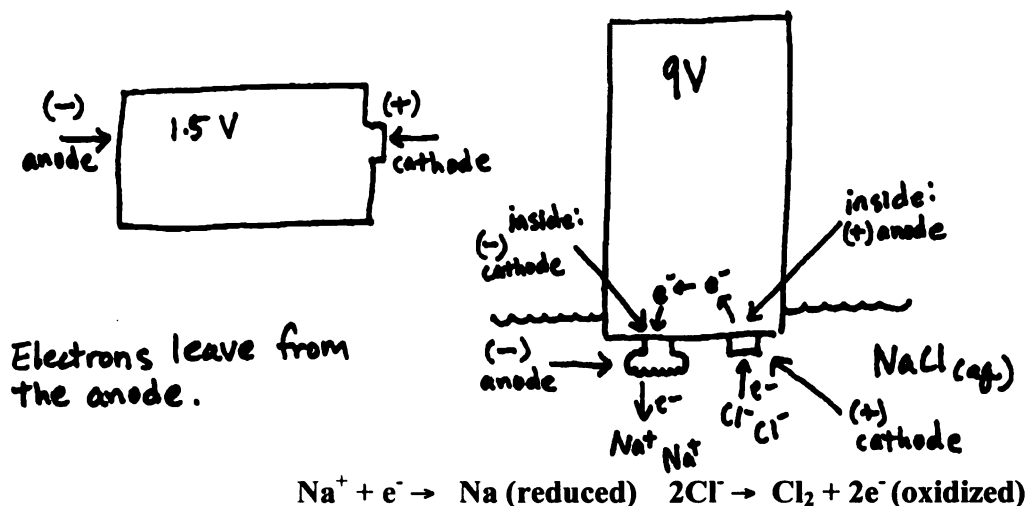 (-)
anode
1.5 V
(+)
cathode
9V
inside:
(-)
cathode
inside:
(+) anode
e⁻ ← e⁻
Electrons leave from
the anode.
(-)
anode
e⁻
Na⁺ Na⁺
e⁻
Cl⁻ Cl⁻
NaCl (aq.)
(+)
cathode
Na⁺ + e⁻ → Na (reduced) 2Cl⁻ → Cl₂ + 2e⁻ (oxidized)